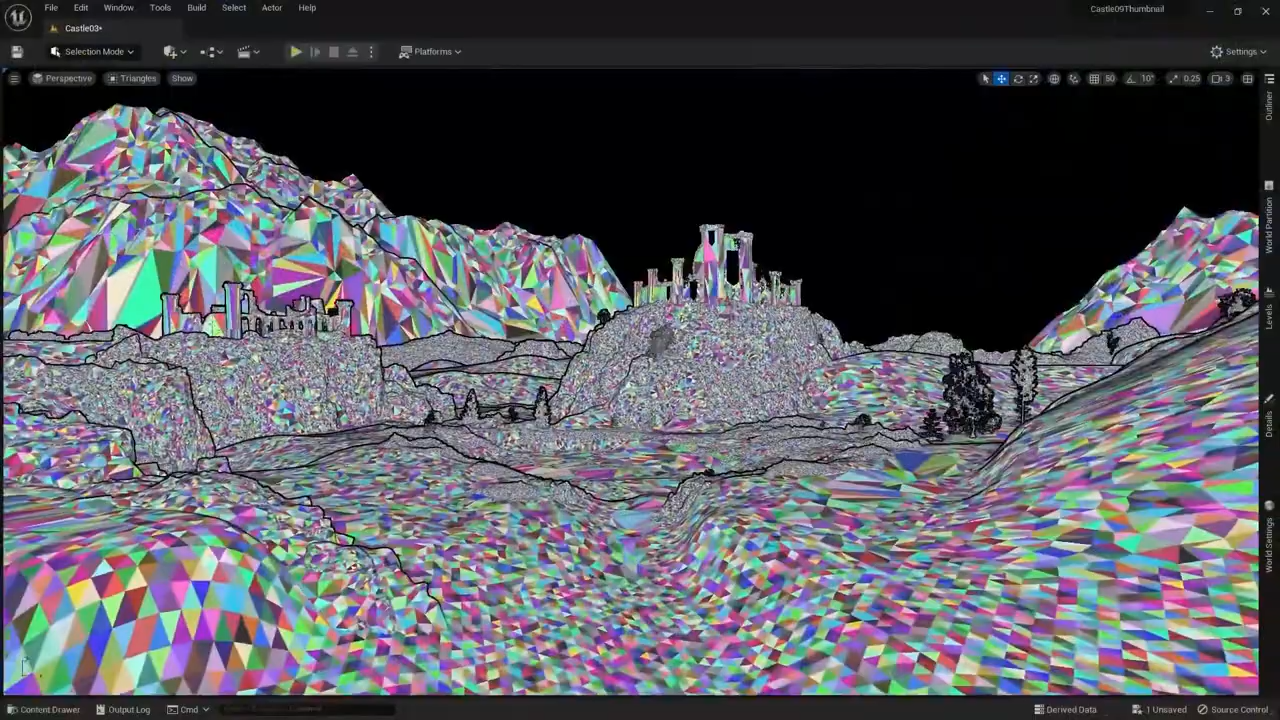 File Edit Window Tools Build Select Actor Help
Castle09Thumbnail
Castle03*
Selection Mode
Platforms
Settings
Perspective
Triangles
Show
50
10°
0.25
3
Outliner
World Partition
Levels
Details
World Settings
Content Drawer
Output Log
Cmd
Derived Data
1 Unsaved
Source Control